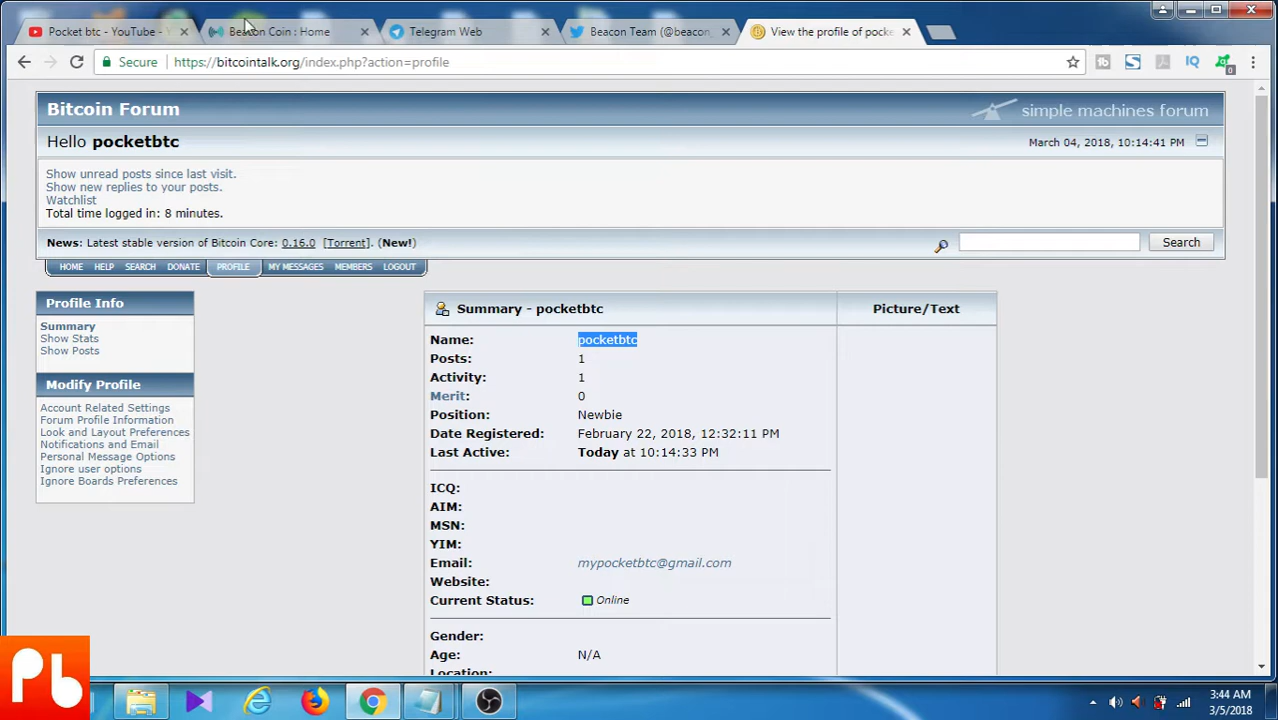 Pocket btc - YouTube -
Beacon Coin : Home
Telegram Web
Beacon Team (@beacon_
View the profile of pocke
Secure
https://bitcointalk.org/index.php?action=profile
Bitcoin Forum
simple machines forum
Hello pocketbtc
March 04, 2018, 10:14:41 PM
Show unread posts since last visit.
Show new replies to your posts.
Watchlist
Total time logged in: 8 minutes.
News: Latest stable version of Bitcoin Core: 0.16.0 [Torrent]. (New!)
Search
HOME HELP SEARCH DONATE PROFILE MY MESSAGES MEMBERS LOGOUT
Profile Info
Summary
Show Stats
Show Posts
Modify Profile
Account Related Settings
Forum Profile Information
Look and Layout Preferences
Notifications and Email
Personal Message Options
Ignore user options
Ignore Boards Preferences
Summary - pocketbtc
Picture/Text
Name: pocketbtc
Posts: 1
Activity: 1
Merit: 0
Position: Newbie
Date Registered: February 22, 2018, 12:32:11 PM
Last Active: Today at 10:14:33 PM
ICQ:
AIM:
MSN:
YIM:
Email: mypocketbtc@gmail.com
Website:
Current Status: Online
Gender:
Age: N/A
Location:
Pb
IQ
0
3:44 AM
3/5/2018